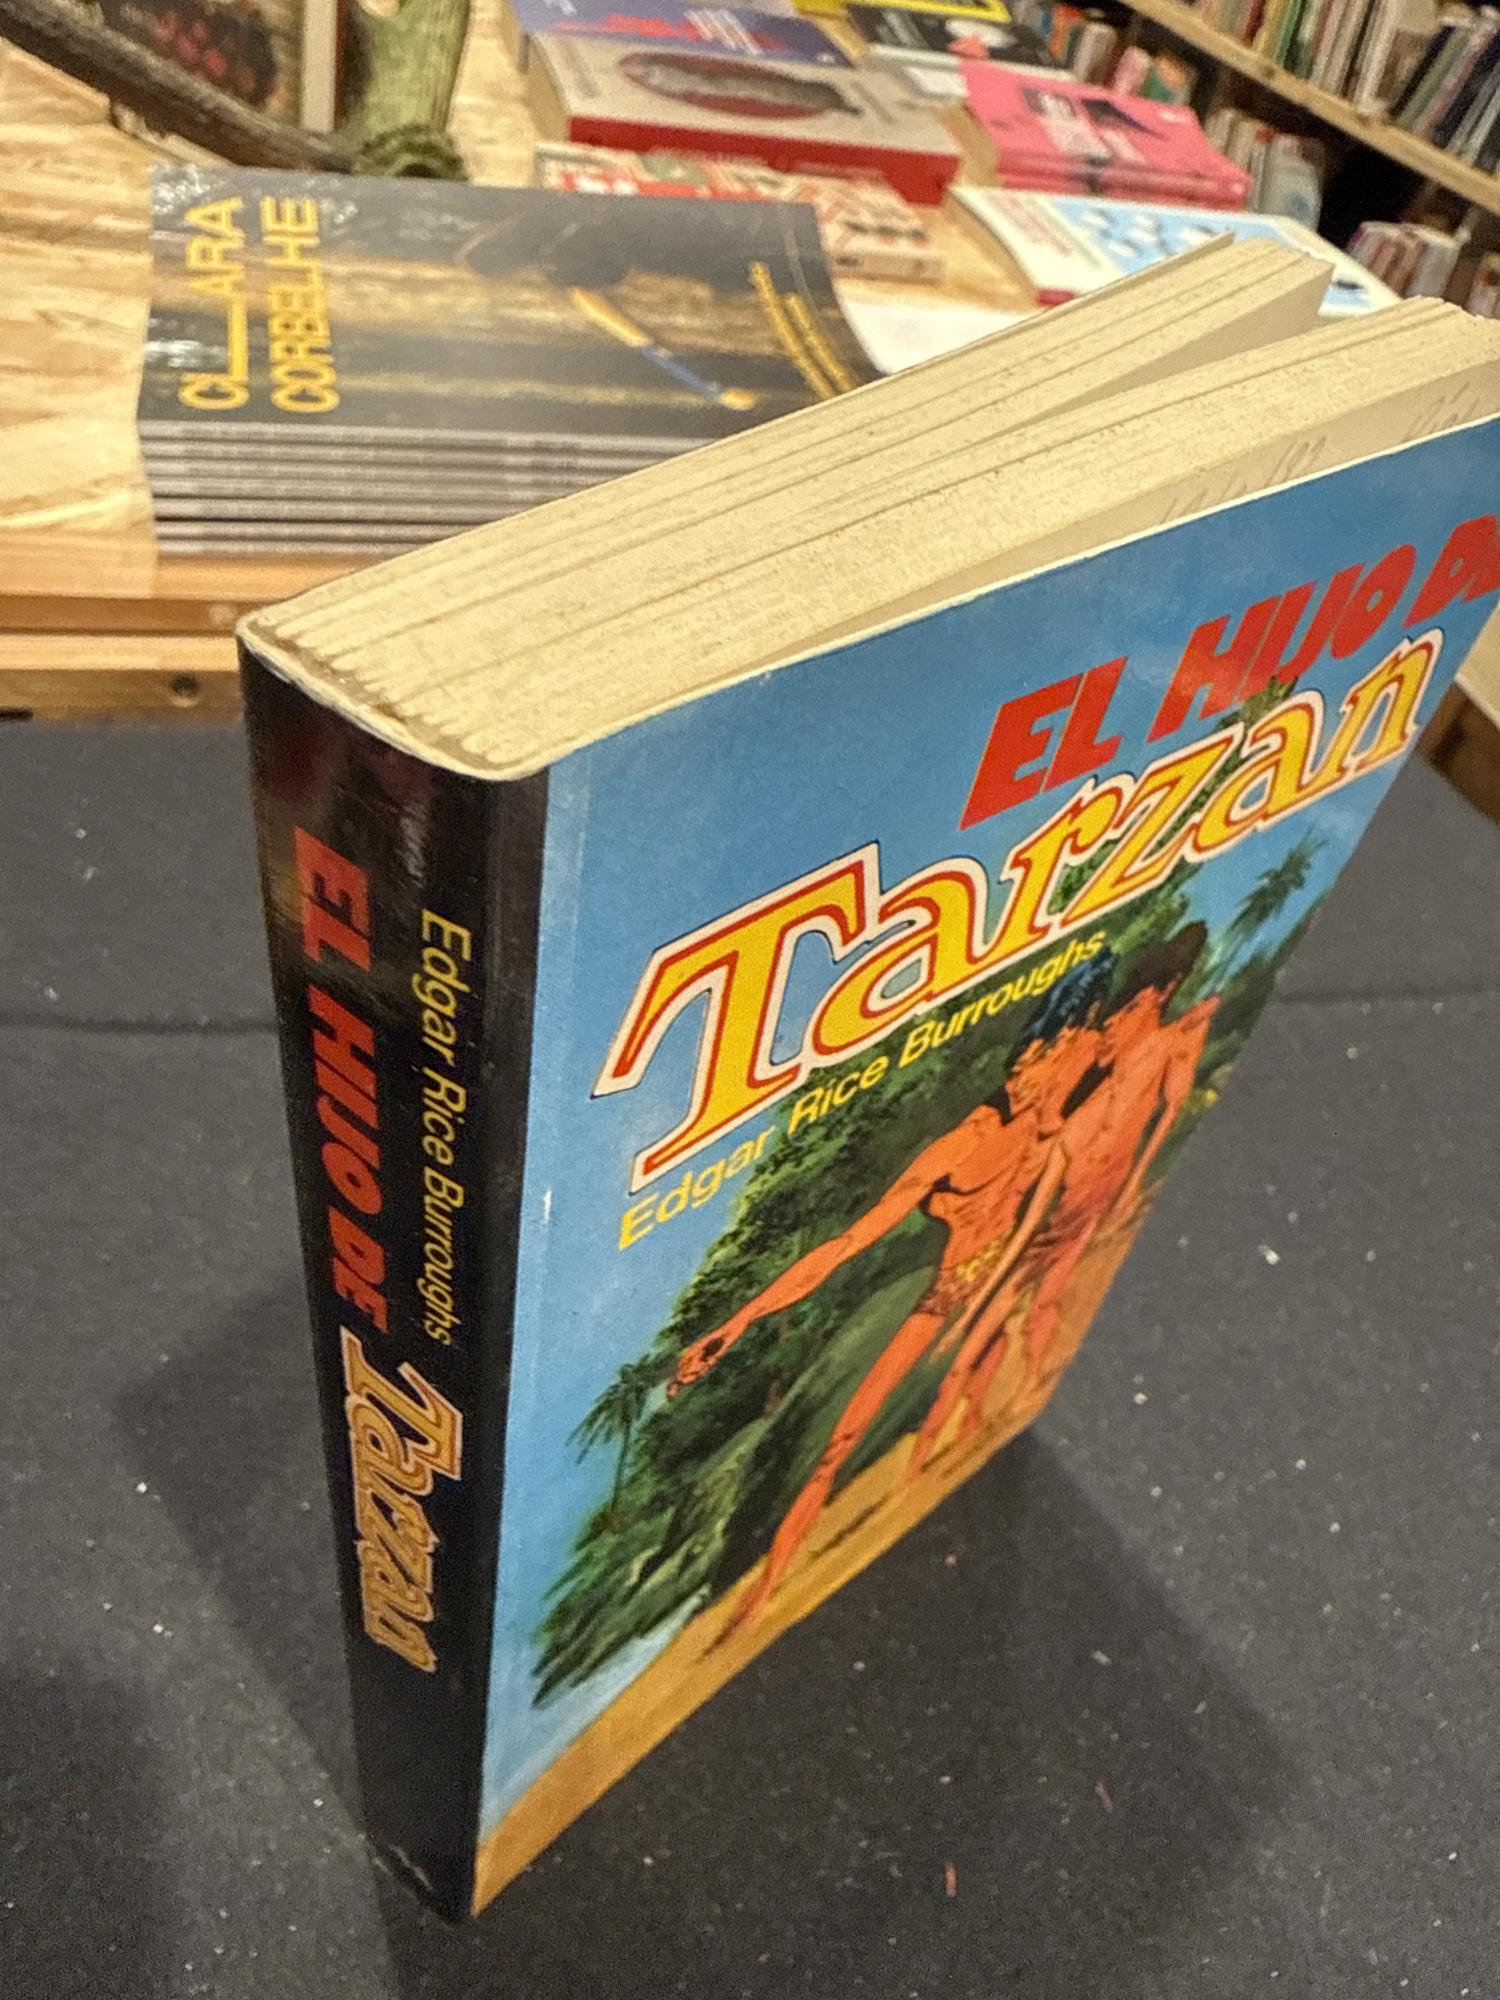 CLARA
CORBELHE
EL HIJO DE
Tarzan
Edgar Rice Burroughs
Edgar Rice Burroughs
EL HIJO DE Tarzan